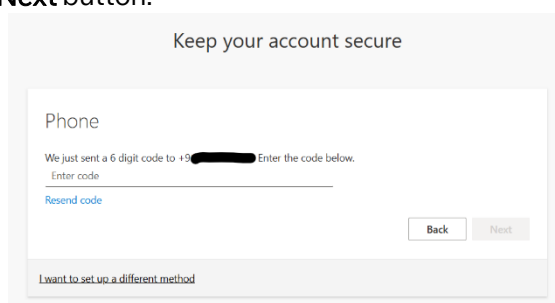 Next button.
Keep your account secure
Phone
We just sent a 6 digit code to +9 Enter the code below.
Enter code
Resend code
Back Next
I want to set up a different method